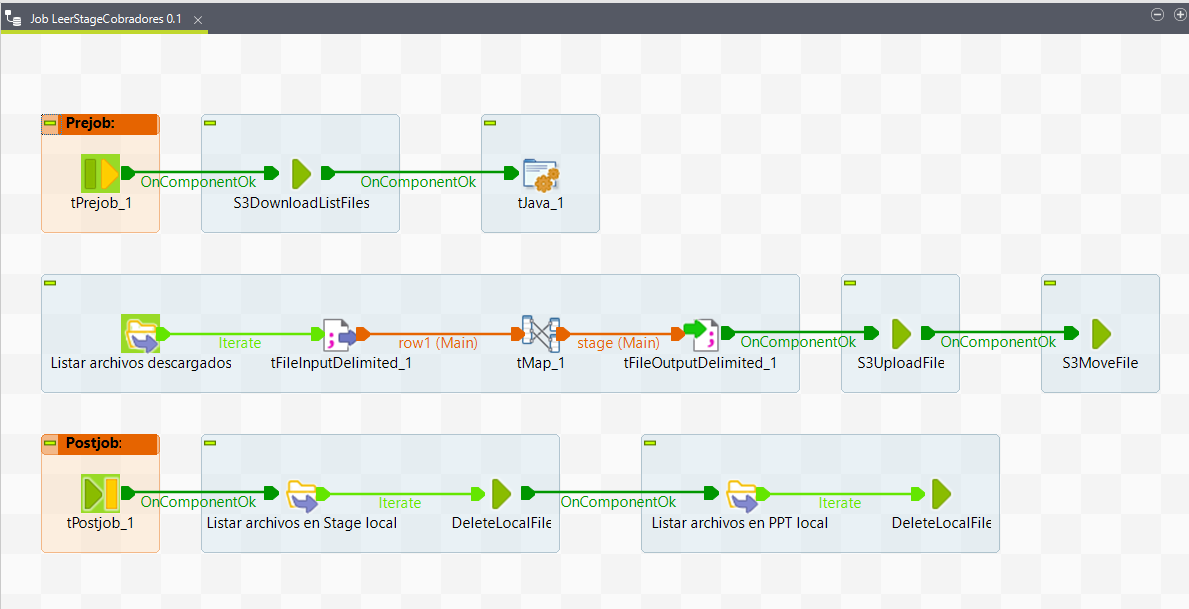 Job LeerStageCobradores 0.1
Prejob:
OnComponentOk
OnComponentOk
tPrejob_1
S3DownloadListFiles
tJava_1
Iterate
row1 (Main)
stage (Main)
OnComponentOk
OnComponentOk
Listar archivos descargados
tFileInputDelimited_1
tMap_1
tFileOutputDelimited_1
S3UploadFile
S3MoveFile
Postjob:
OnComponentOk
Iterate
OnComponentOk
Iterate
tPostjob_1
Listar archivos en Stage local
DeleteLocalFile
Listar archivos en PPT local
DeleteLocalFile